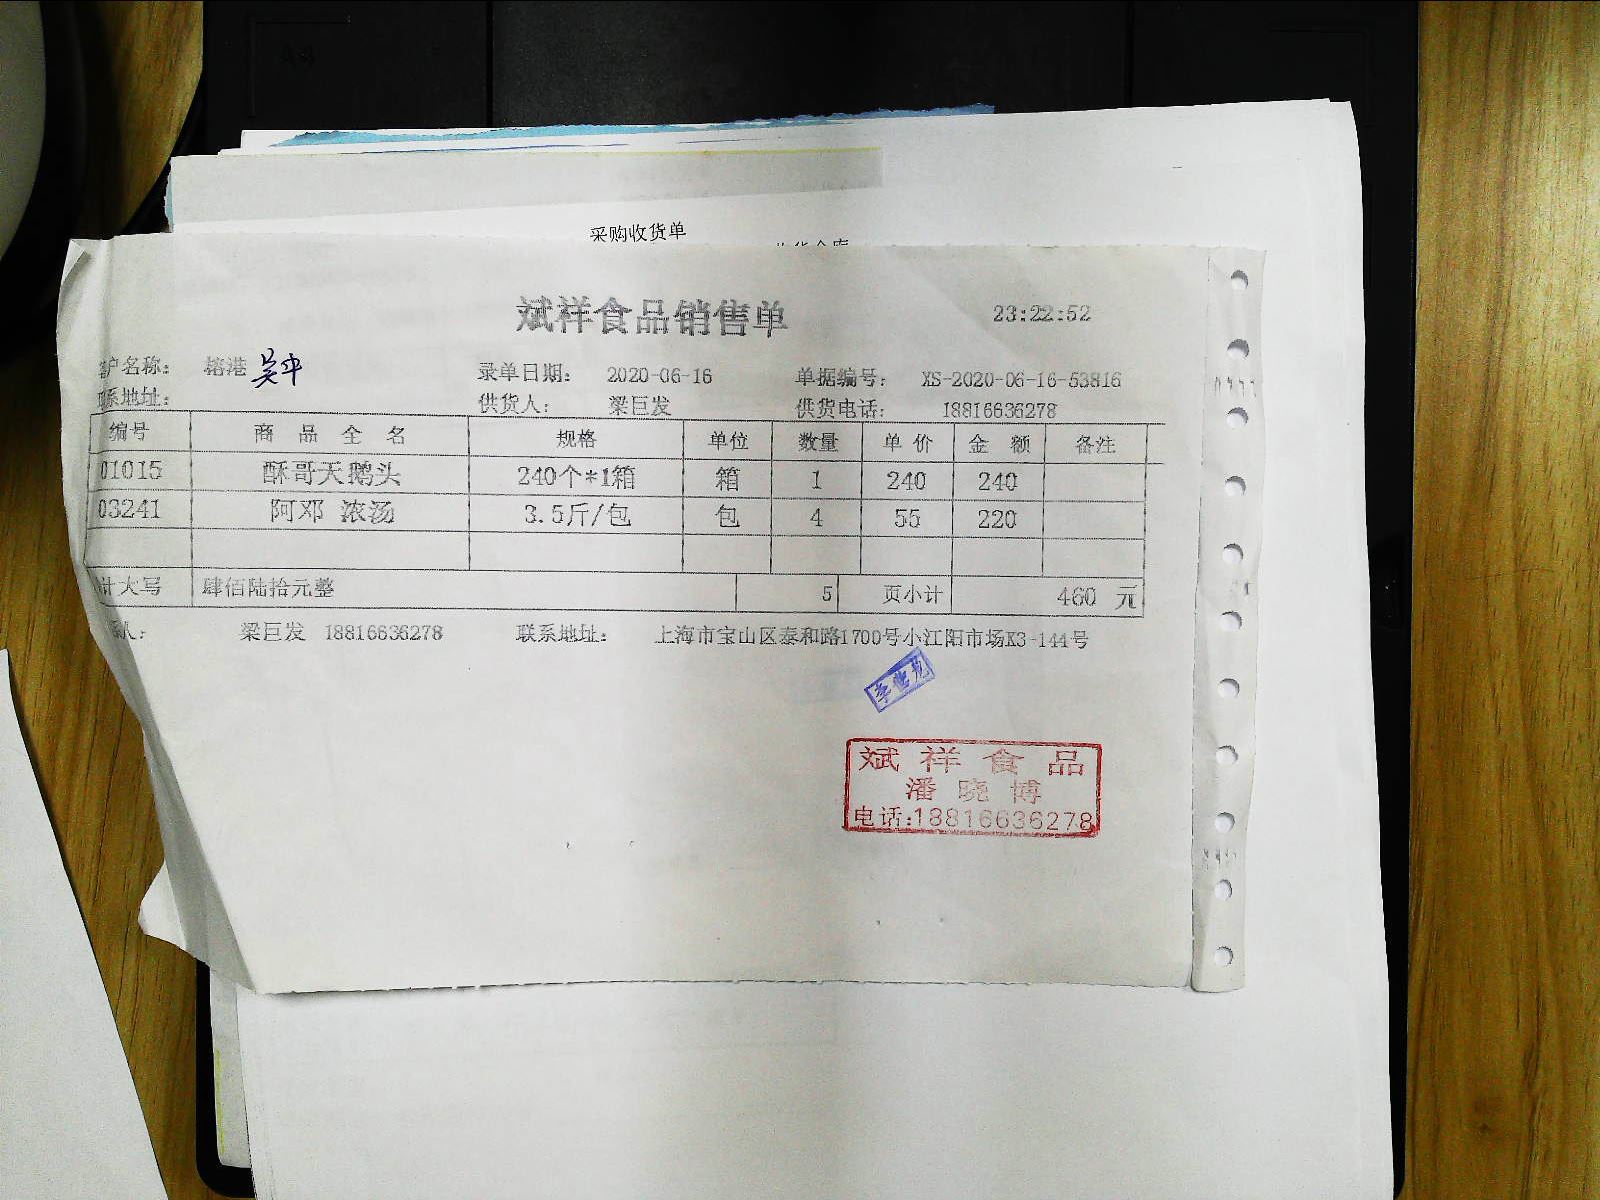 采购收货单
斌祥食品销售单 23:22:52
客户名称: 榕港 吴平 录单日期: 2020-06-16 单据编号: XS-2020-06-16-53816
联系地址: 供货人: 梁巨发 供货电话: 18816636278
编号 商品全名 规格 单位 数量 单价 金额 备注
01015 酥哥天鹅头 240个*1箱 箱 1 240 240
03241 阿邓 浓汤 3.5斤/包 包 4 55 220
计大写 肆佰陆拾元整 5 页小计 460 元
人: 梁巨发 18816636278 联系地址: 上海市宝山区泰和路1700号小江阳市场K3-144号
斌祥食品
潘晓博
电话:18816636278